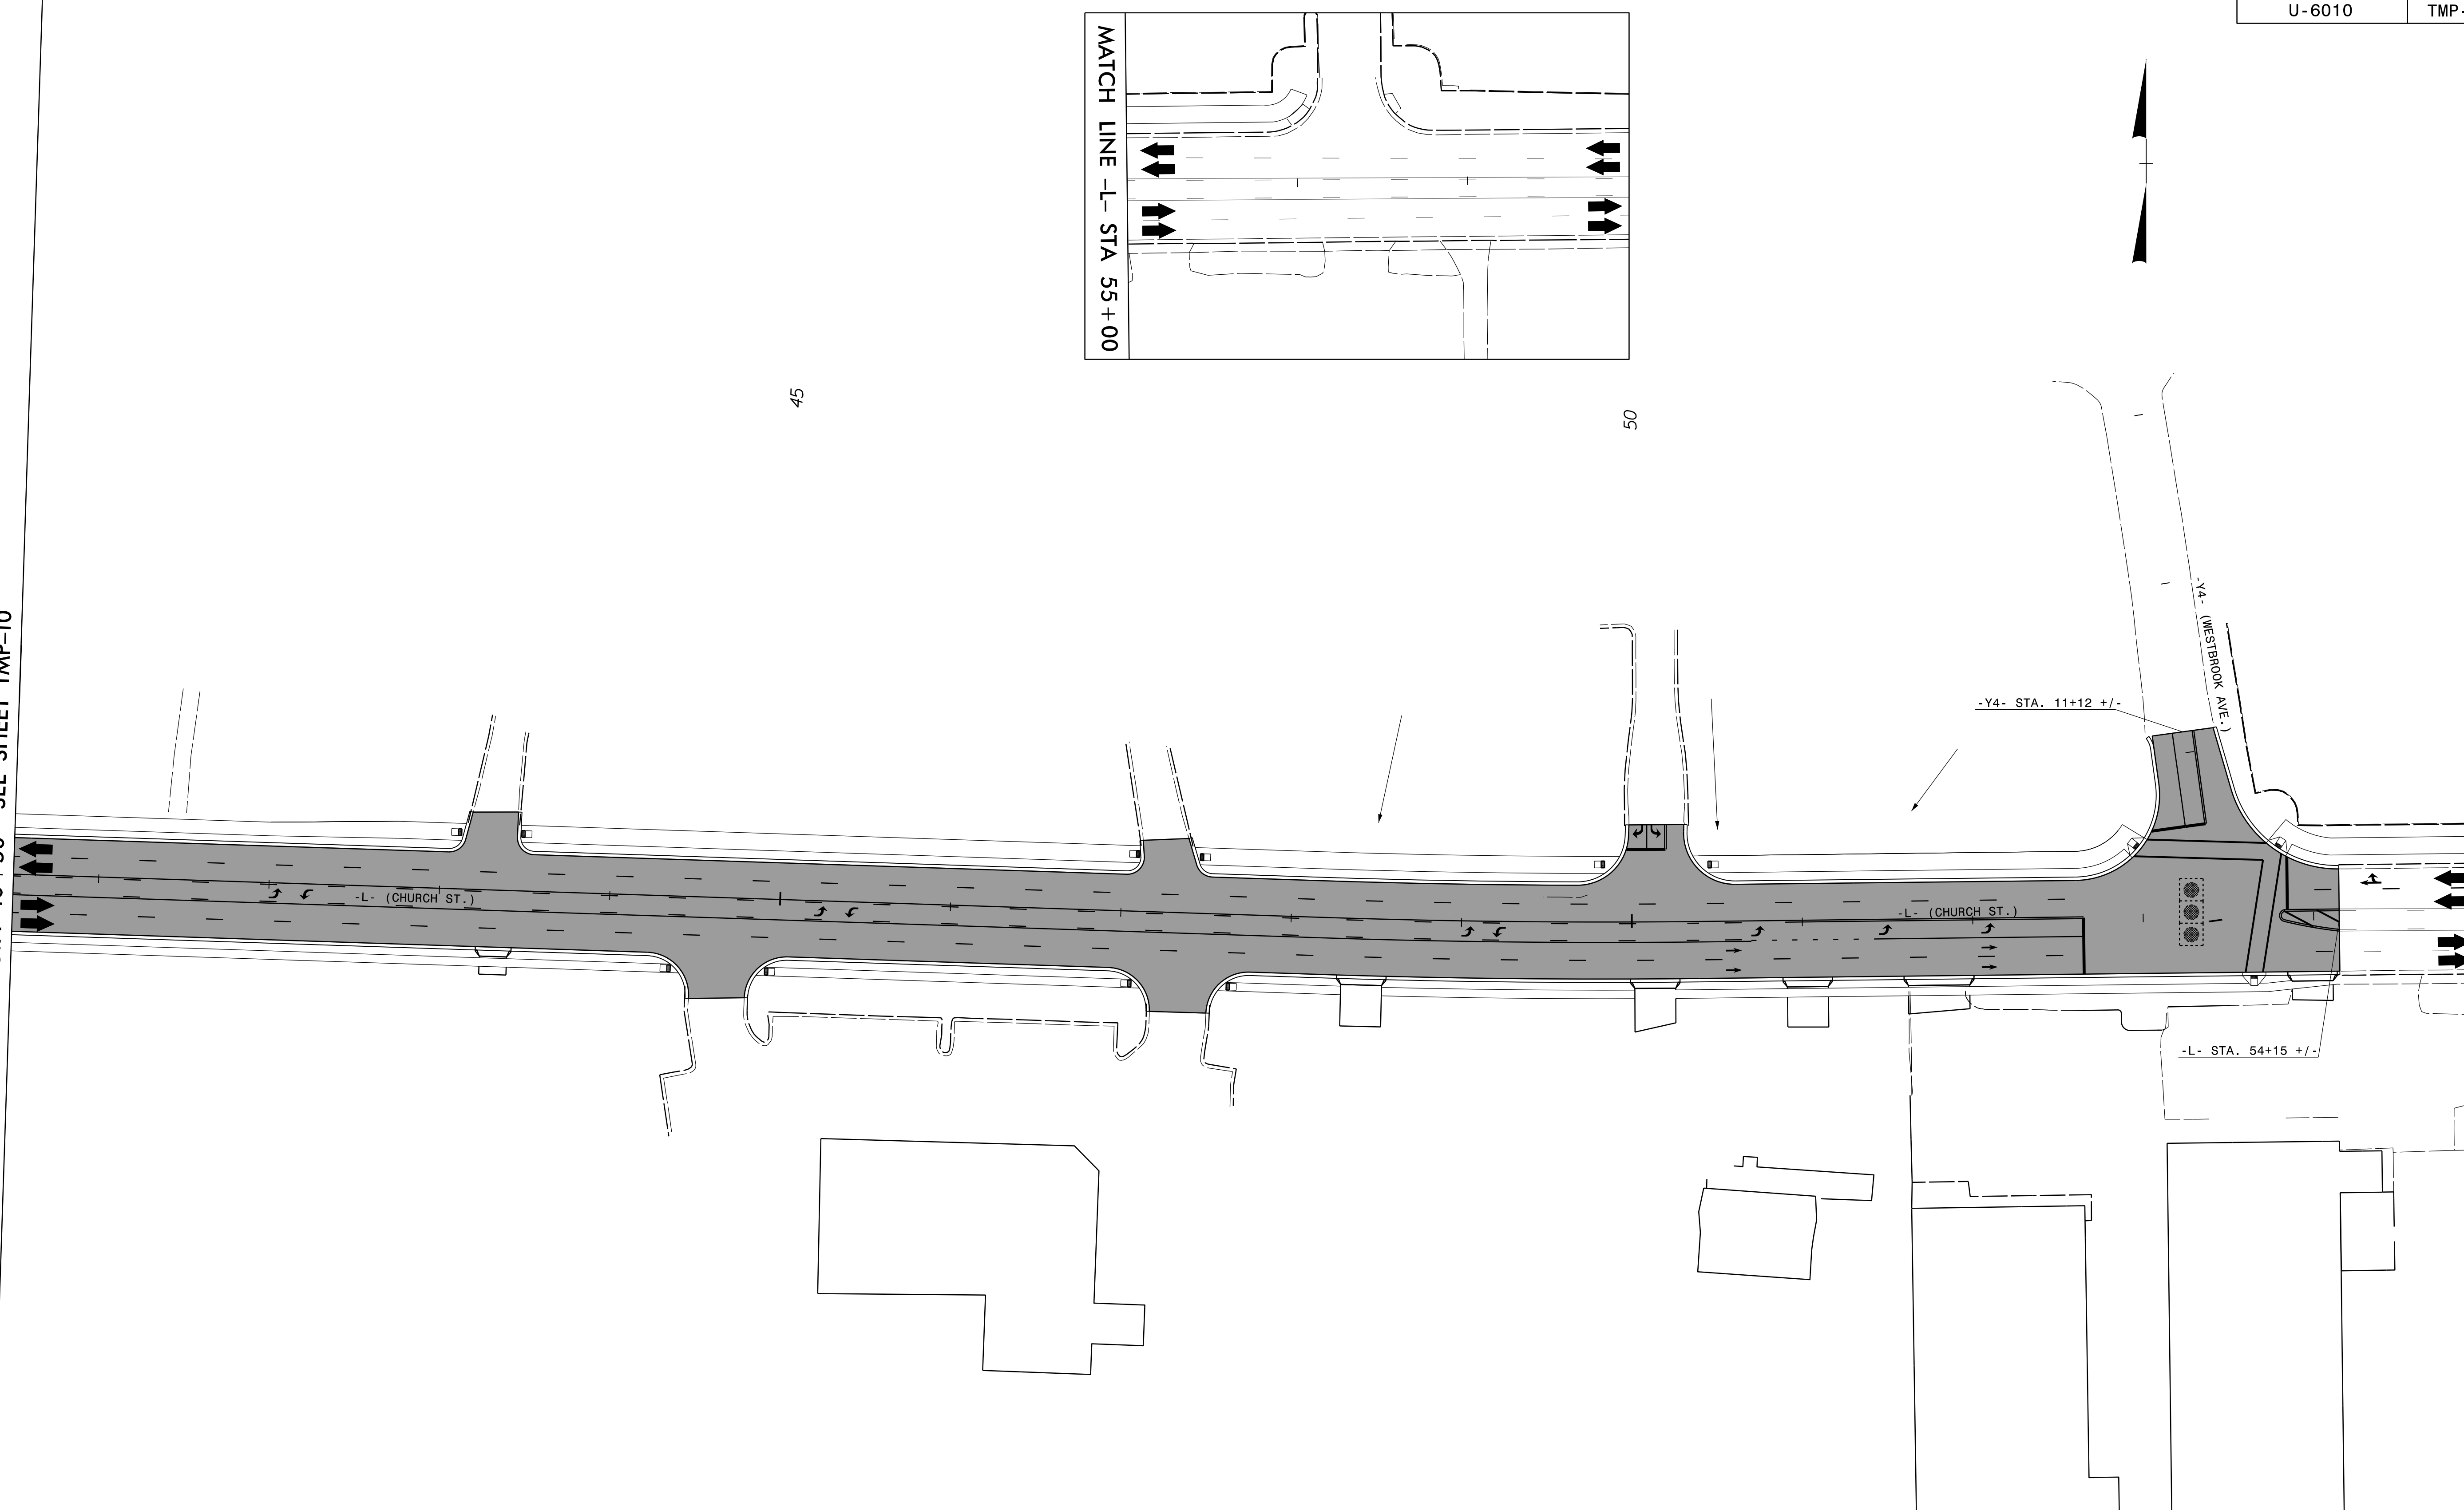 U-6010
TMP-
MATCH LINE -L- STA 55+00
45
50
SEE SHEET TMP-10
-Y4- (WESTBROOK AVE.)
-Y4- STA. 11+12 +/-
-L- (CHURCH ST.)
-L- (CHURCH ST.)
-L- STA. 54+15 +/-